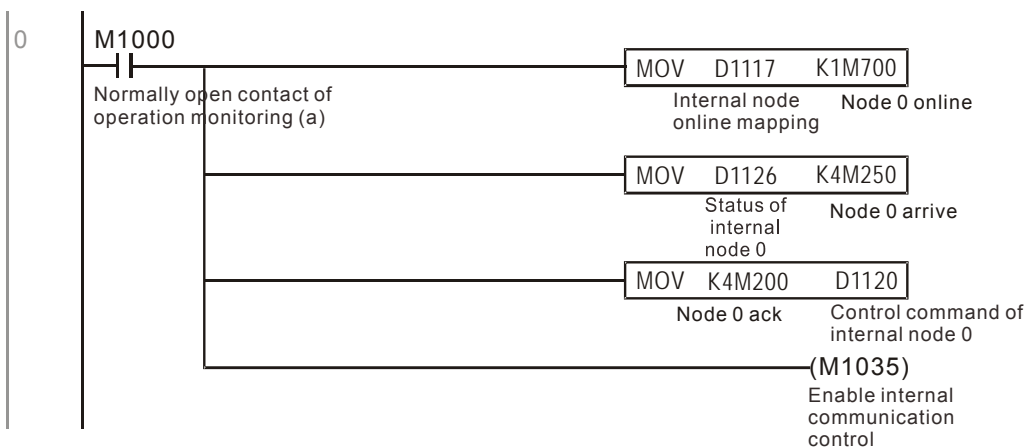 0
M1000
Normally open contact of
operation monitoring (a)
MOV D1117 K1M700
Internal node
online mapping
Node 0 online
MOV D1126 K4M250
Status of
internal
node 0
Node 0 arrive
MOV K4M200 D1120
Node 0 ack
Control command of
internal node 0
(M1035)
Enable internal
communication
control